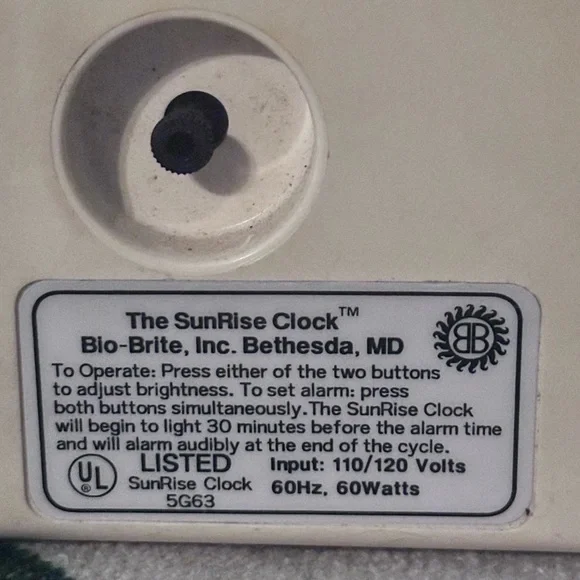 The SunRise Clock™
Bio-Brite, Inc. Bethesda, MD
BB
To Operate: Press either of the two buttons
to adjust brightness. To set alarm: press
both buttons simultaneously.The SunRise Clock
will begin to light 30 minutes before the alarm time
and will alarm audibly at the end of the cycle.
UL ® LISTED Input: 110/120 Volts
SunRise Clock 60Hz, 60Watts
5G63